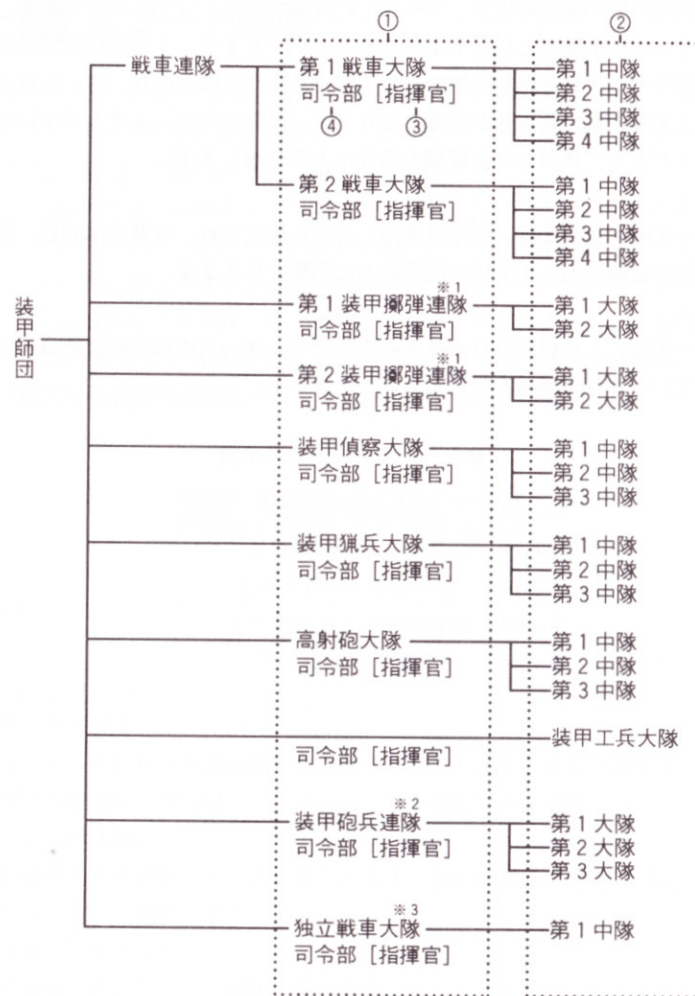 ① ②
戦車連隊 第1戦車大隊 第1中隊
司令部 [指揮官] 第2中隊
④ ③ 第3中隊
第4中隊
第2戦車大隊 第1中隊
司令部 [指揮官] 第2中隊
第3中隊
第4中隊
装甲師団
※1
第1装甲擲弾連隊 第1大隊
司令部 [指揮官] 第2大隊
※1
第2装甲擲弾連隊 第1大隊
司令部 [指揮官] 第2大隊
装甲偵察大隊 第1中隊
司令部 [指揮官] 第2中隊
第3中隊
装甲猟兵大隊 第1中隊
司令部 [指揮官] 第2中隊
第3中隊
高射砲大隊 第1中隊
司令部 [指揮官] 第2中隊
第3中隊
装甲工兵大隊
司令部 [指揮官]
※2
装甲砲兵連隊 第1大隊
司令部 [指揮官] 第2大隊
第3大隊
※3
独立戦車大隊 第1中隊
司令部 [指揮官]